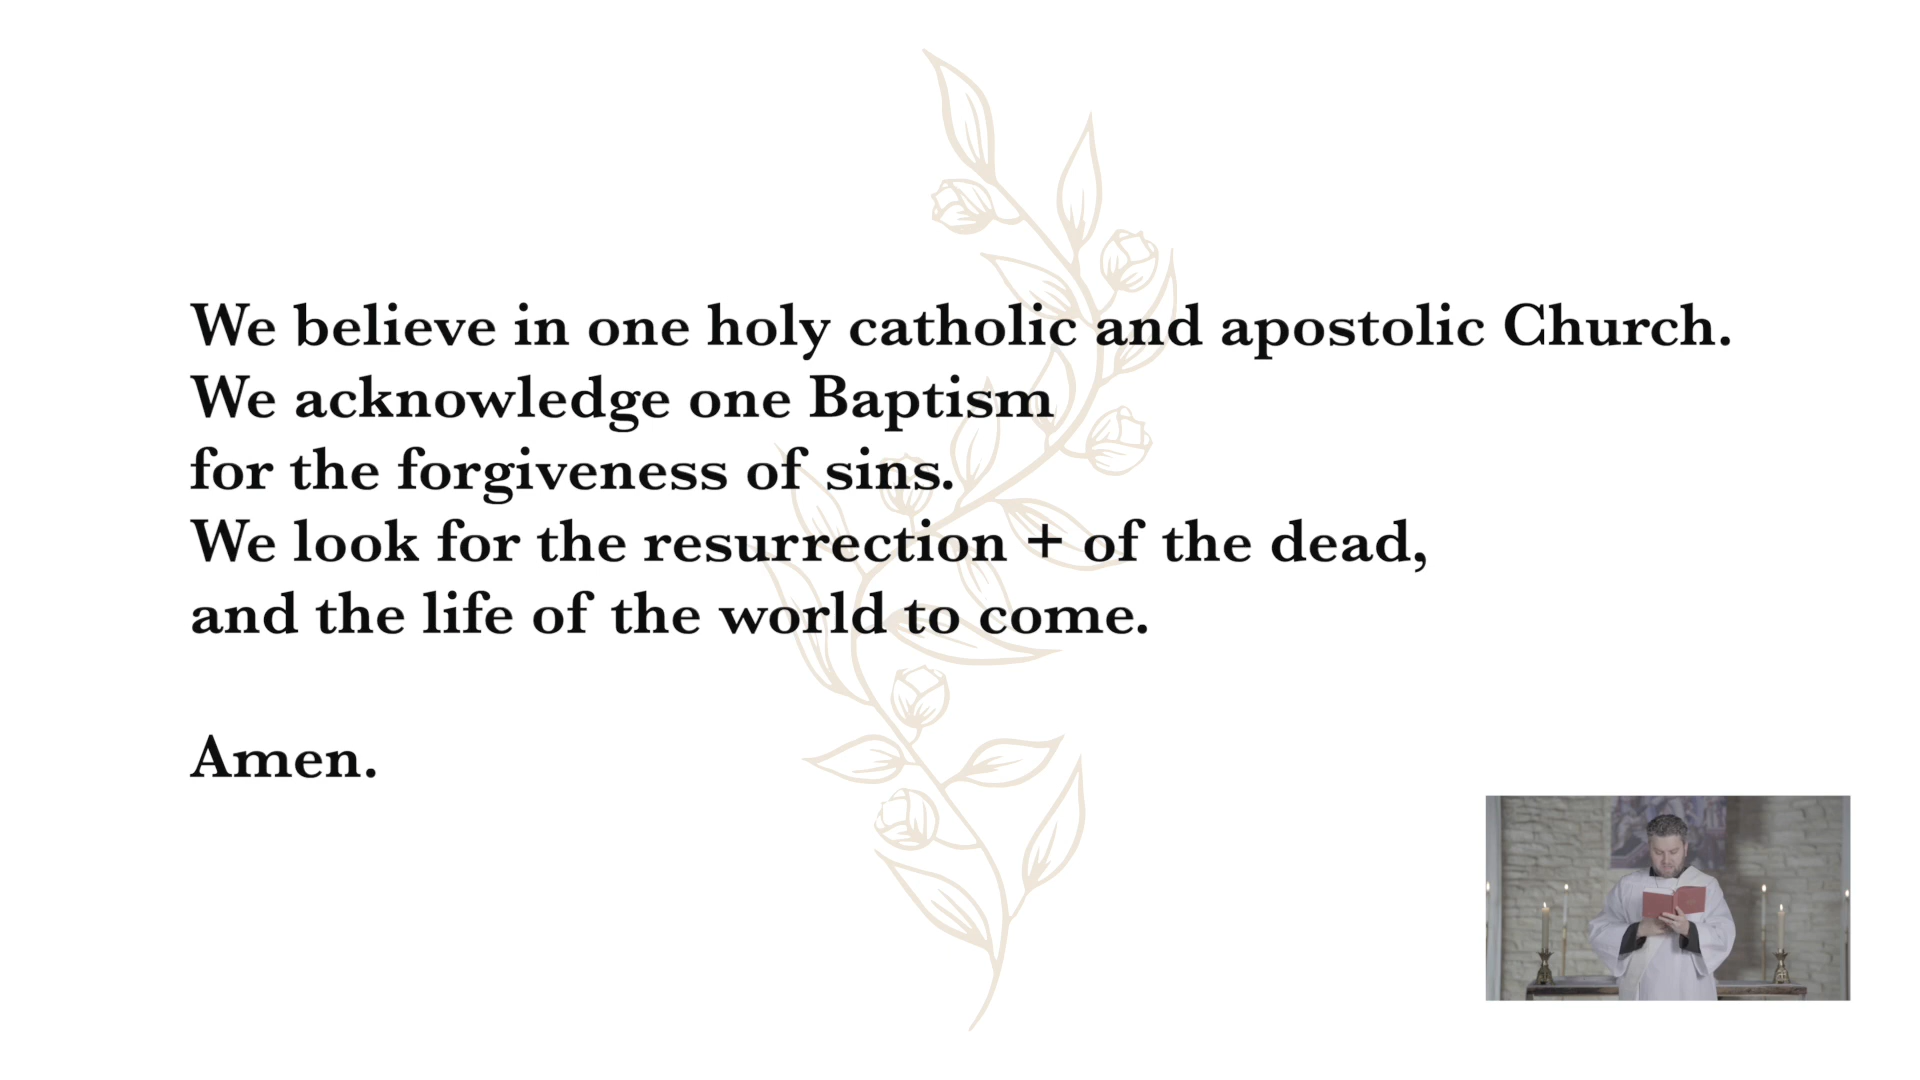 We believe in one holy catholic and apostolic Church.
We acknowledge one Baptism
for the forgiveness of sins.
We look for the resurrection + of the dead,
and the life of the world to come.
Amen.